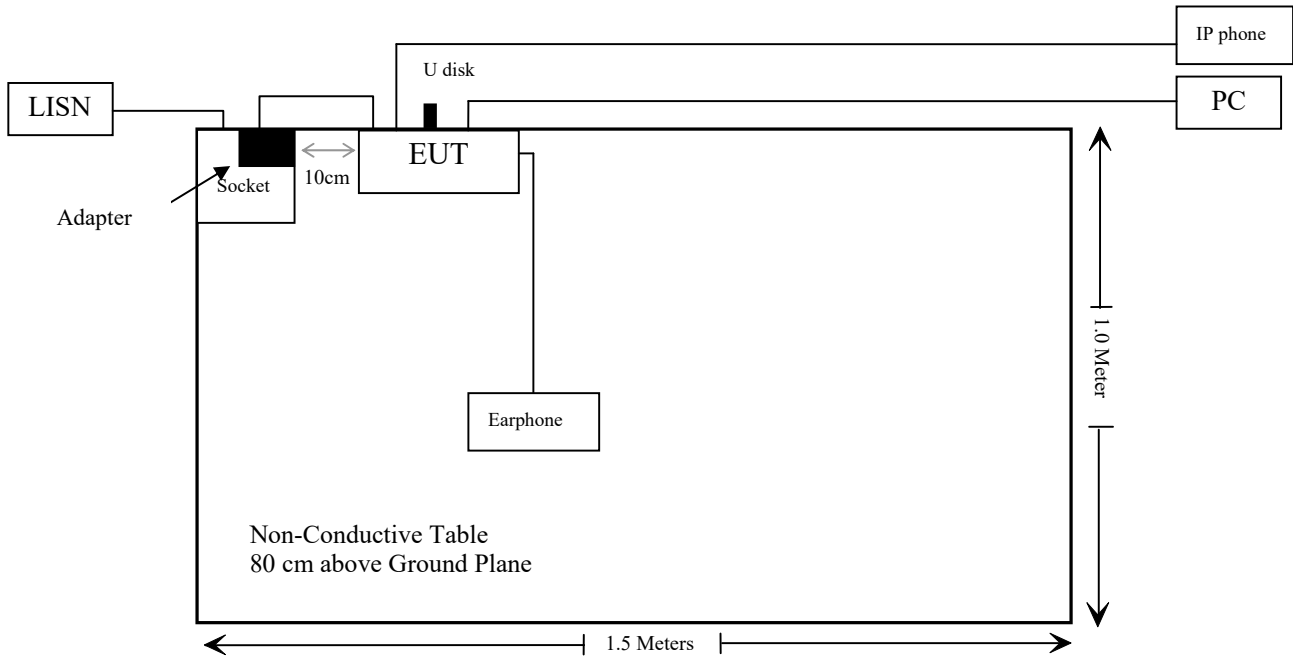 IP phone
U disk
LISN
PC
EUT
10cm
Socket
Adapter
1.0 Meter
Earphone
Non-Conductive Table
80 cm above Ground Plane
1.5 Meters